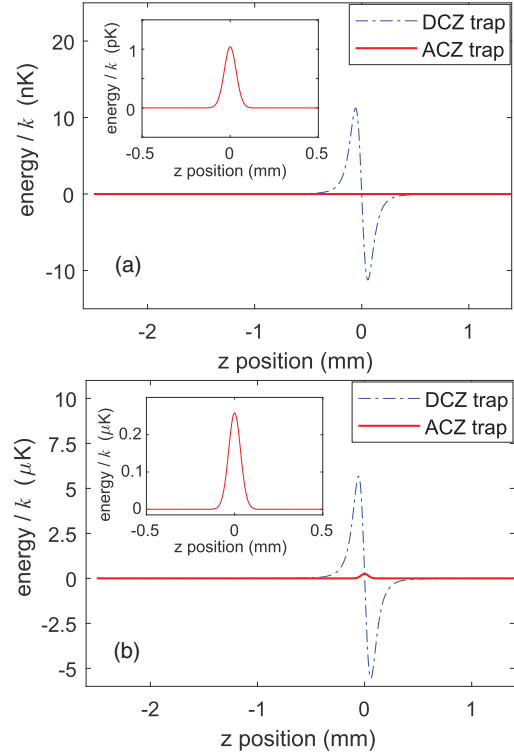 20
10
0
-10
energy / k (nK)
-2
-1
0
1
z position (mm)
(a)
DCZ trap
ACZ trap
1
0
energy / k (pK)
-0.5
0
0.5
z position (mm)
10
7.5
5
2.5
0
-2.5
-5
energy / k (μK)
-2
-1
0
1
z position (mm)
(b)
DCZ trap
ACZ trap
0.2
0.1
0
energy / k (μK)
-0.5
0
0.5
z position (mm)